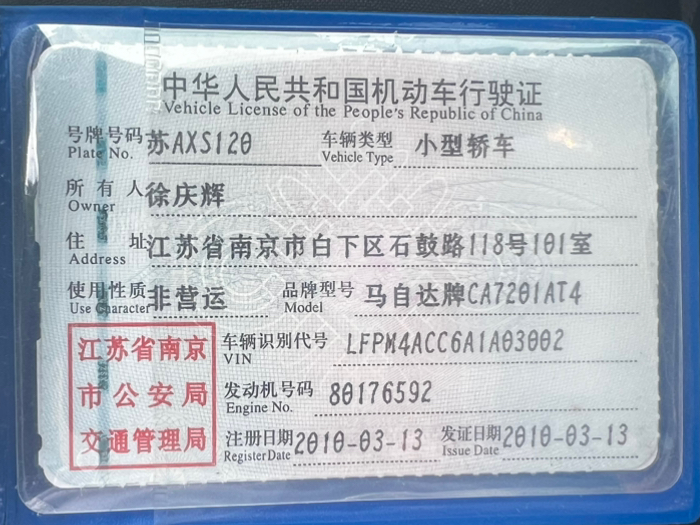 中华人民共和国机动车行驶证
Vehicle License of the People's Republic of China
号牌号码 苏AXS120 车辆类型 小型轿车
Plate No. Vehicle Type
所有人 徐庆辉
Owner
住址 江苏省南京市白下区石鼓路118号101室
Address
使用性质 非营运 品牌型号 马自达牌CA7201AT4
Use Character Model
江苏省南京 车辆识别代号 LFPM4ACC6A1A03002
VIN
市公安局 发动机号码 80176592
Engine No.
交通管理局 注册日期 2010-03-13 发证日期 2010-03-13
Register Date Issue Date